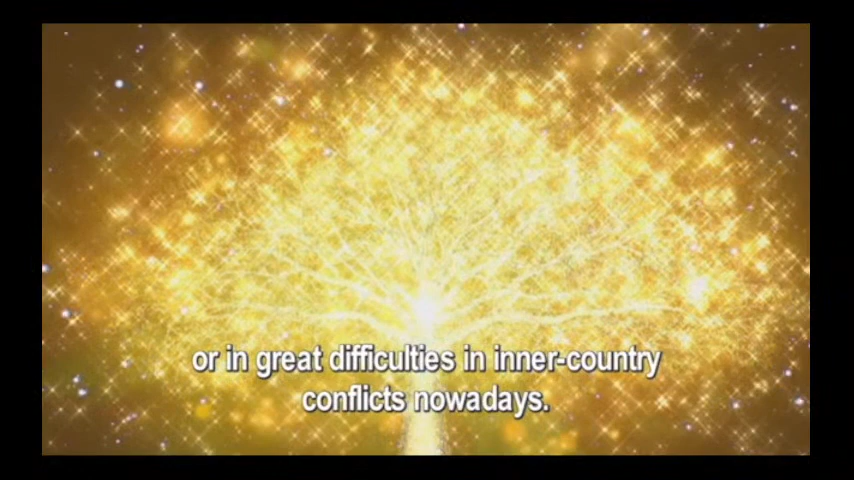 or in great difficulties in inner-country
conflicts nowadays.